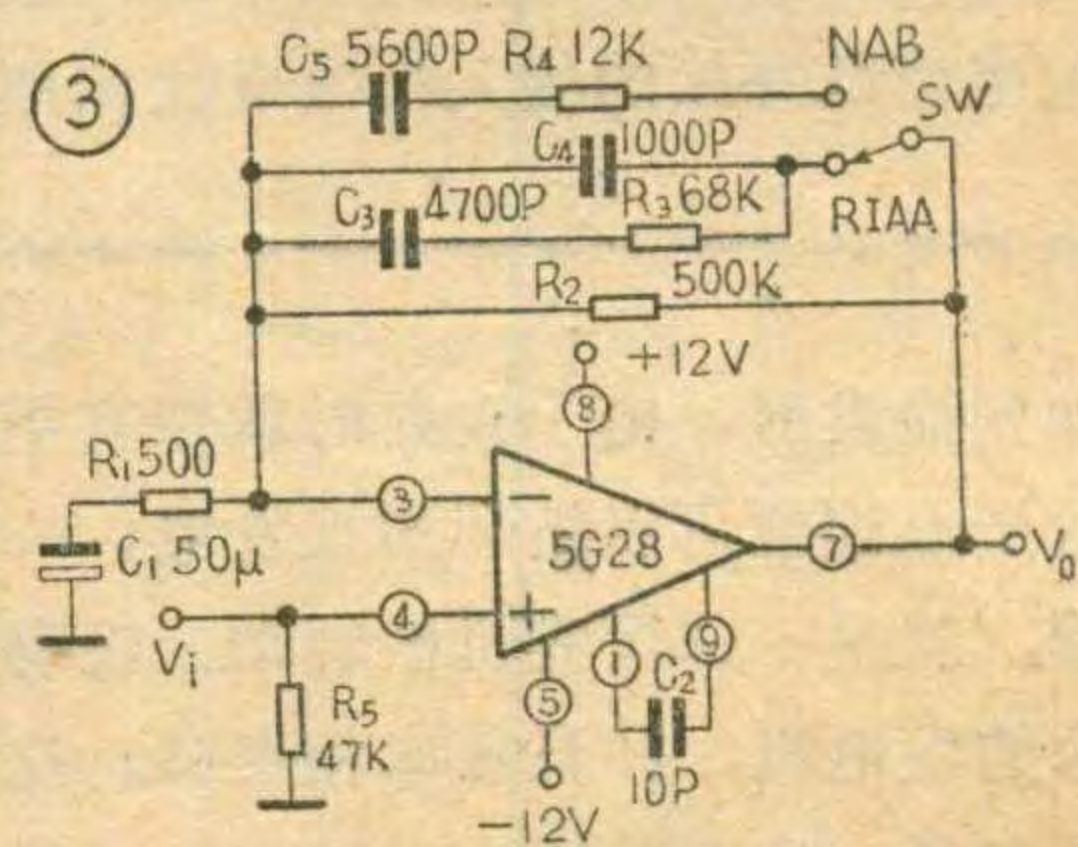 ③
C₅ 5600P R₄ 12K NAB
SW
C₄ 1000P
C₃ 4700P R₃ 68K RIAA
R₂ 500K
+12V
⑧
R₁ 500
③ −
5G28 ⑦ V₀
C₁ 50μ
Vi ④ +
① C₂ ⑨
⑤
R₅
47K
10P
−12V